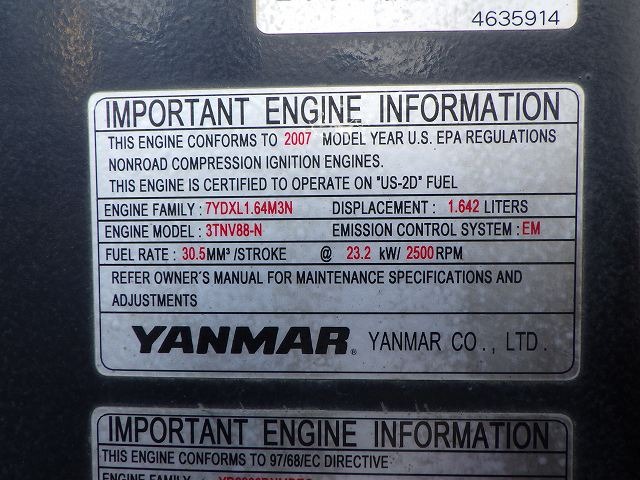 4635914
IMPORTANT ENGINE INFORMATION
THIS ENGINE CONFORMS TO 2007 MODEL YEAR U.S. EPA REGULATIONS
NONROAD COMPRESSION IGNITION ENGINES.
THIS ENGINE IS CERTIFIED TO OPERATE ON "US-2D" FUEL
ENGINE FAMILY : 7YDXL1.64M3N DISPLACEMENT : 1.642 LITERS
ENGINE MODEL : 3TNV88-N EMISSION CONTROL SYSTEM : EM
FUEL RATE : 30.5MM³/STROKE @ 23.2 kW/ 2500RPM
REFER OWNER'S MANUAL FOR MAINTENANCE SPECIFICATIONS AND
ADJUSTMENTS
YANMAR® YANMAR CO., LTD.
IMPORTANT ENGINE INFORMATION
THIS ENGINE CONFORMS TO 97/68/EC DIRECTIVE
ENGINE FAMILY :